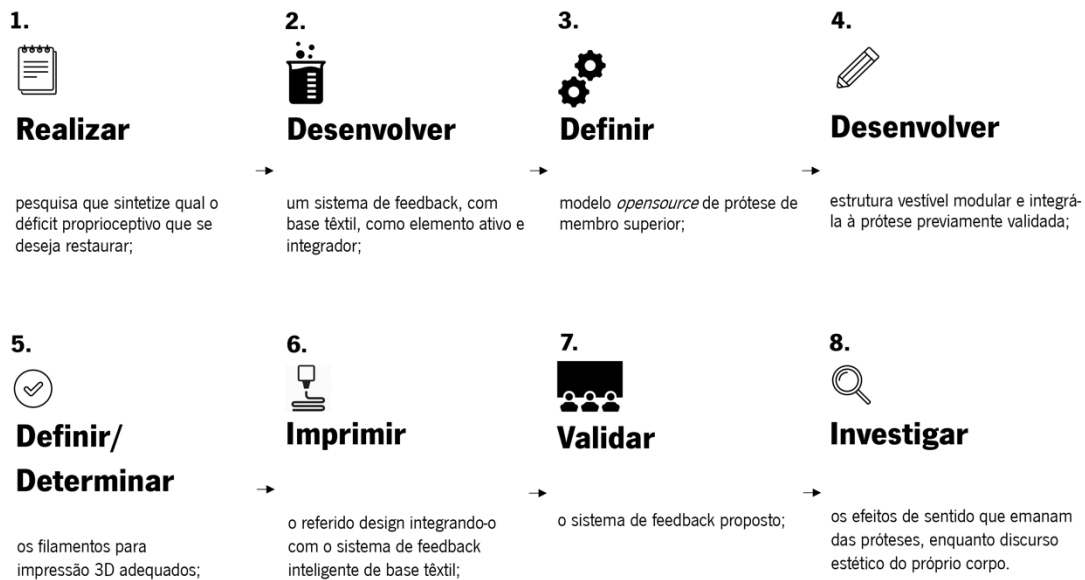 1.
Realizar
pesquisa que sintetize qual o
déficit proprioceptivo que se
deseja restaurar;
2.
Desenvolver
um sistema de feedback, com
base têxtil, como elemento ativo e
integrador;
3.
Definir
modelo opensource de prótese de
membro superior;
4.
Desenvolver
estrutura vestível modular e integrá-
la à prótese previamente validada;
5.
Definir/
Determinar
os filamentos para
impressão 3D adequados;
6.
Imprimir
o referido design integrando-o
com o sistema de feedback
inteligente de base têxtil;
7.
Validar
o sistema de feedback proposto;
8.
Investigar
os efeitos de sentido que emanam
das próteses, enquanto discurso
estético do próprio corpo.